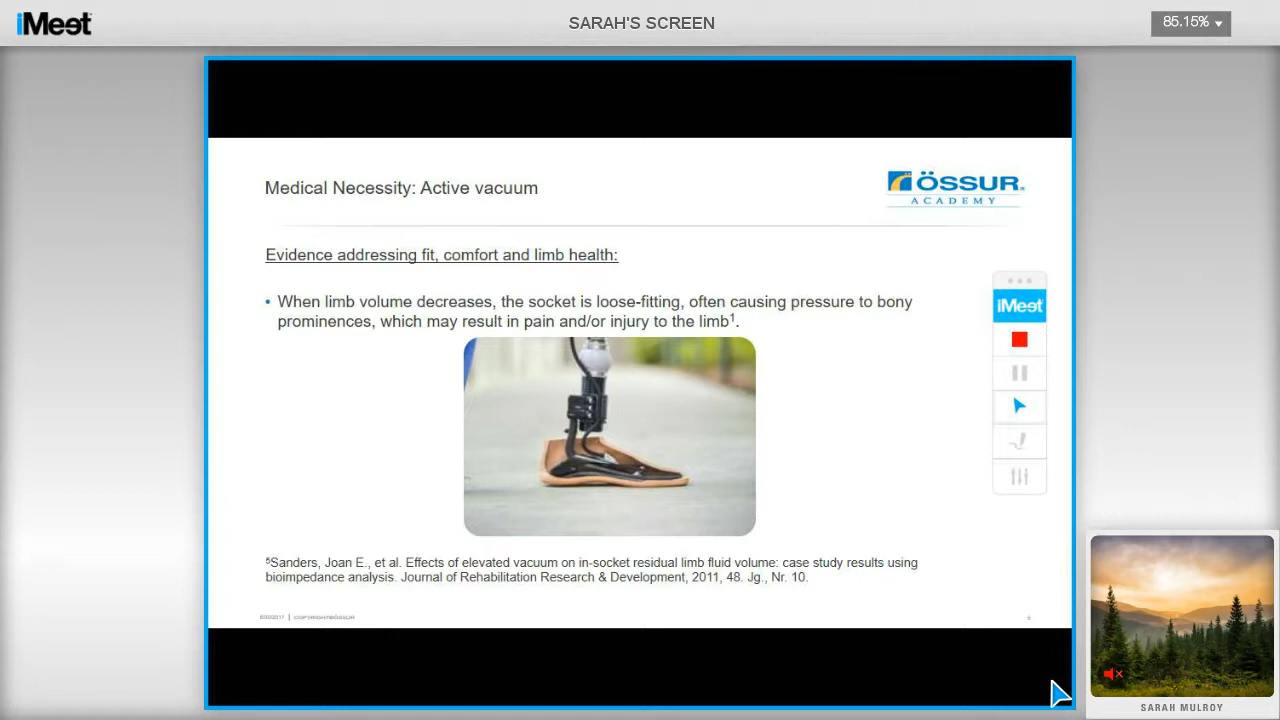 iMeet
SARAH'S SCREEN
85.15%
Medical Necessity: Active vacuum
ÖSSUR®
ACADEMY
Evidence addressing fit, comfort and limb health:
• When limb volume decreases, the socket is loose-fitting, often causing pressure to bony
prominences, which may result in pain and/or injury to the limb¹.
iMeet
⁵Sanders, Joan E., et al. Effects of elevated vacuum on in-socket residual limb fluid volume: case study results using
bioimpedance analysis. Journal of Rehabilitation Research & Development, 2011, 48. Jg., Nr. 10.
COPYRIGHT©ÖSSUR
SARAH MULROY